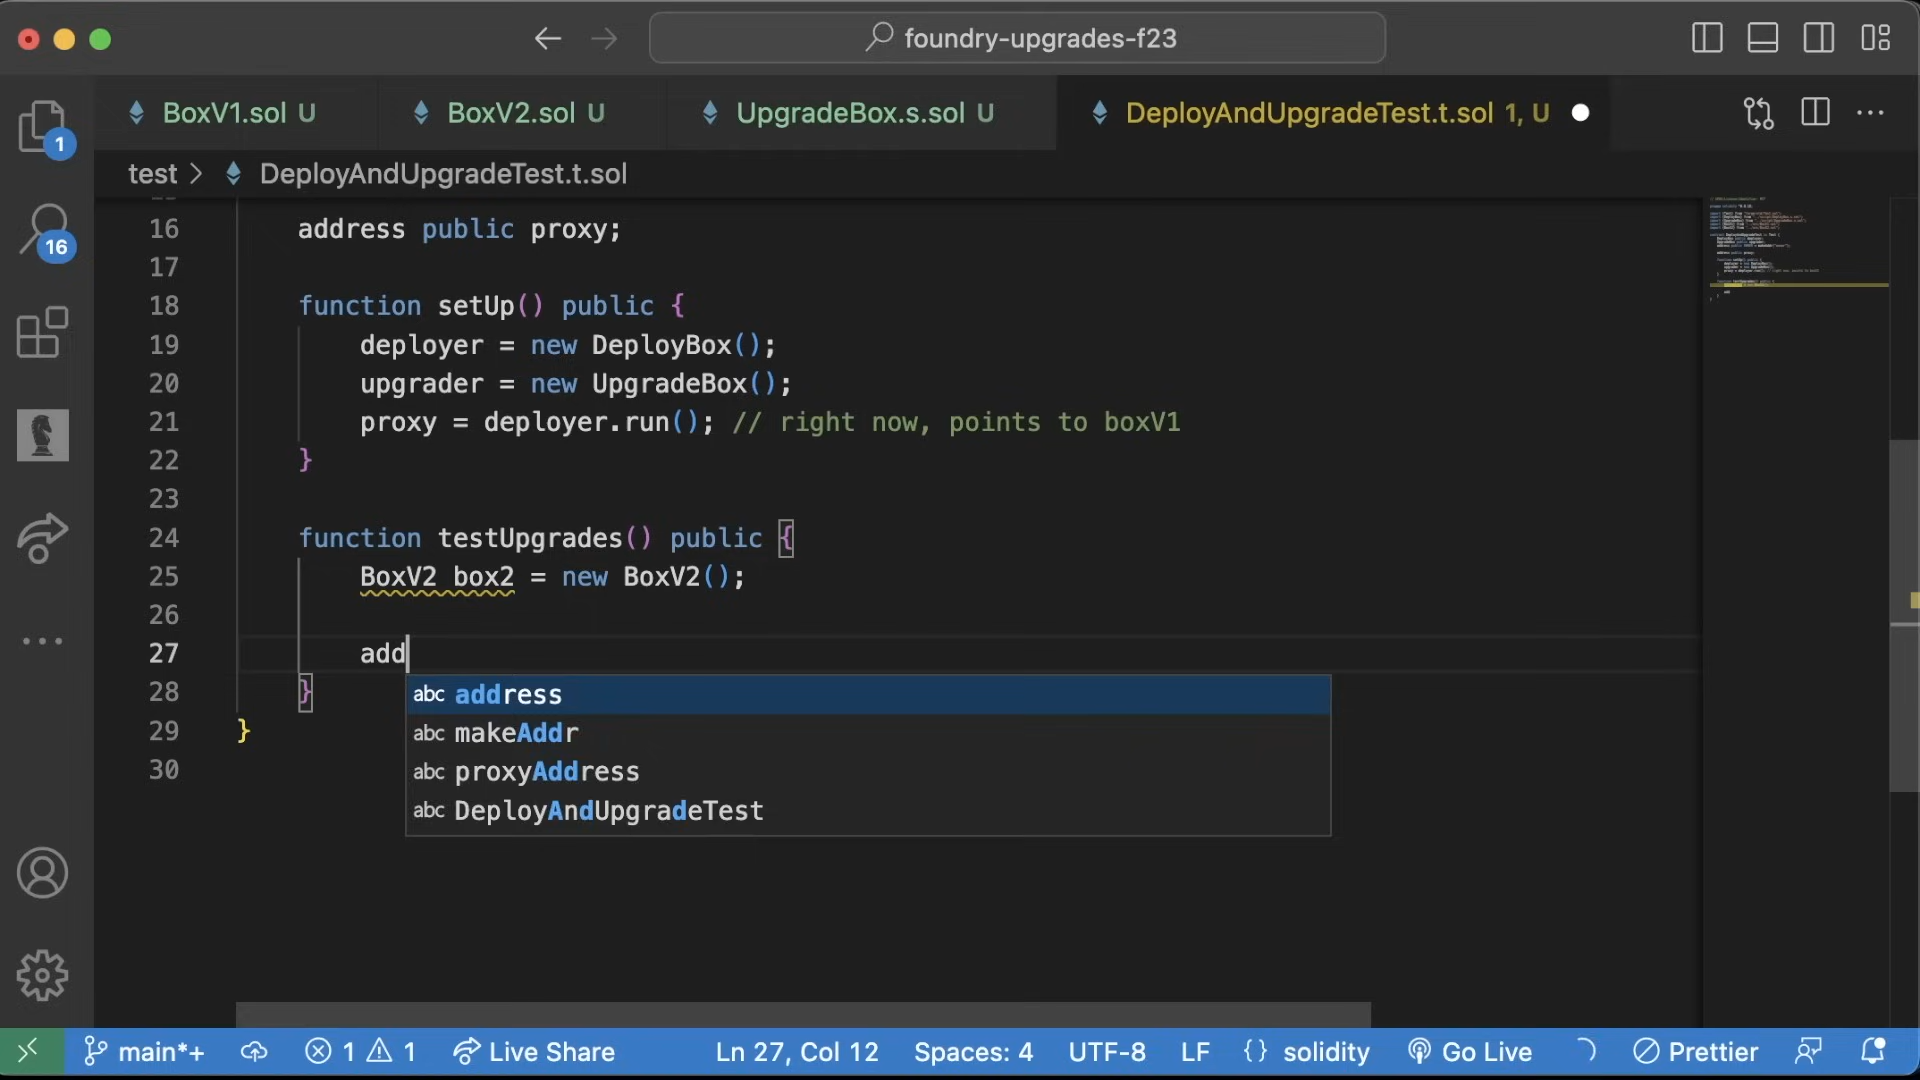 foundry-upgrades-f23
BoxV1.sol U
BoxV2.sol U
UpgradeBox.s.sol U
DeployAndUpgradeTest.t.sol 1, U
test > DeployAndUpgradeTest.t.sol
1
16
16 address public proxy;
17
18 function setUp() public {
19 deployer = new DeployBox();
20 upgrader = new UpgradeBox();
21 proxy = deployer.run(); // right now, points to boxV1
22 }
23
24 function testUpgrades() public {
25 BoxV2 box2 = new BoxV2();
26
27 add
28 }
29 }
30
abc address
abc makeAddr
abc proxyAddress
abc DeployAndUpgradeTest
main*+ 1 1 Live Share Ln 27, Col 12 Spaces: 4 UTF-8 LF {} solidity Go Live Prettier